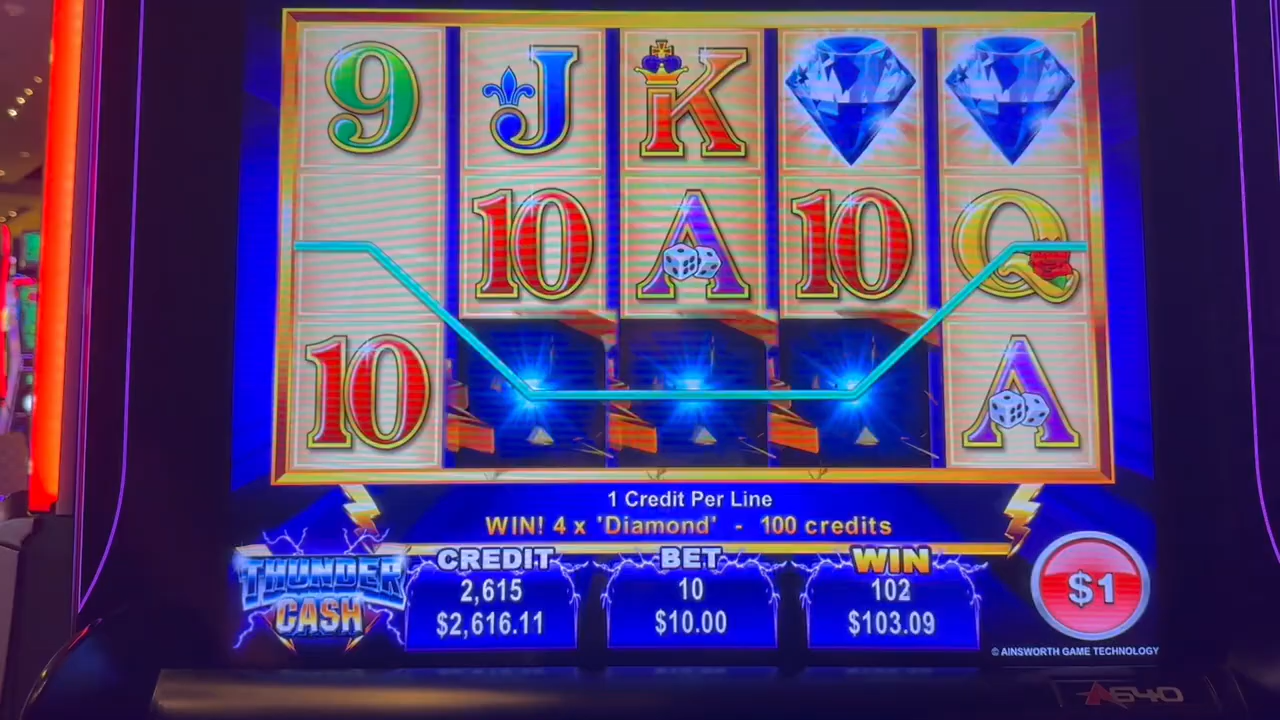 9 J K
10 A 10 Q
10 A
1 Credit Per Line
WIN! 4 x 'Diamond' - 100 credits
THUNDER CASH
CREDIT
2,615
$2,616.11
BET
10
$10.00
WIN
102
$103.09
$1
© AINSWORTH GAME TECHNOLOGY
A640